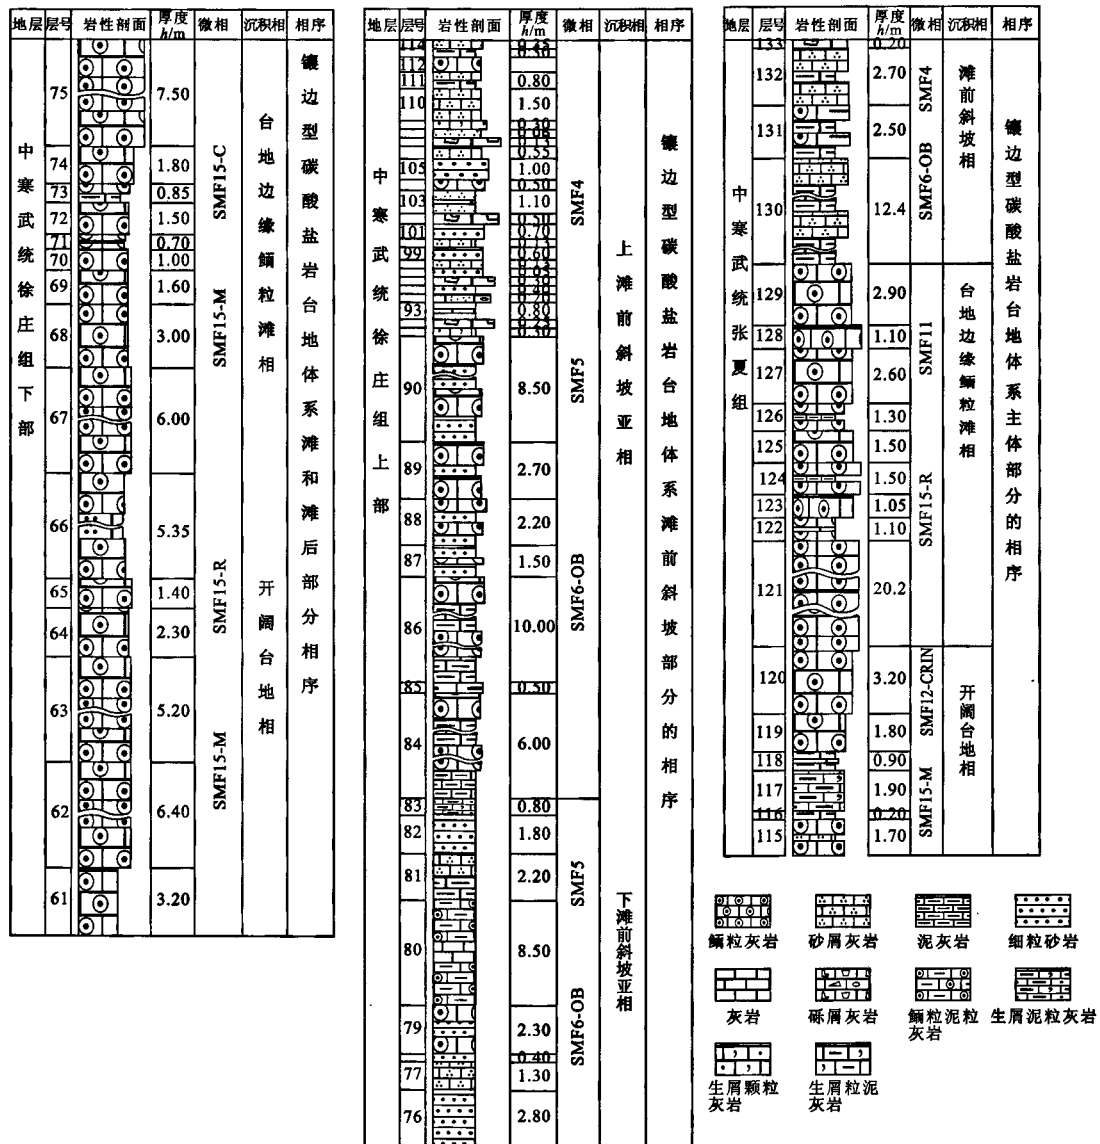 地层 层号 岩性剖面 厚度 h/m 微相 沉积相 相序
75 7.50
74 1.80
73 0.85
72 1.50
71 0.70
70 1.00
69 1.60
68 3.00
67 6.00
66 5.35
65 1.40
64 2.30
63 5.20
62 6.40
61 3.20
中寒武统徐庄组下部
SMF15-C
SMF15-M
SMF15-R
SMF15-M
台地边缘鲕粒滩相
开阔台地相
镶边型碳酸盐岩台地体系滩和滩后部分相序
地层 层号 岩性剖面 厚度 h/m 微相 沉积相 相序
114
112
111 0.80
110 1.50
0.30
0.55
105 1.00
0.50
103 1.10
0.50
101 0.70
99 0.60
93 0.80
90 8.50
89 2.70
88 2.20
87 1.50
86 10.00
85 0.50
84 6.00
83 0.80
82 1.80
81 2.20
80 8.50
79 2.30
0.40
77 1.30
76 2.80
中寒武统徐庄组上部
SMF4
SMF5
SMF6-OB
SMF5
SMF6-OB
上滩前斜坡亚相
下滩前斜坡亚相
镶边型碳酸盐岩台地体系滩前斜坡部分的相序
地层 层号 岩性剖面 厚度 h/m 微相 沉积相 相序
133 0.20
132 2.70
131 2.50
130 12.4
129 2.90
128 1.10
127 2.60
126 1.30
125 1.50
124 1.50
123 1.05
122 1.10
121 20.2
120 3.20
119 1.80
118 0.90
117 1.90
116 0.20
115 1.70
中寒武统张夏组
SMF4
SMF6-OB
SMF11
SMF15-R
SMF12-CRIN
SMF15-M
滩前斜坡相
台地边缘鲕粒滩相
开阔台地相
镶边型碳酸盐岩台地体系主体部分的相序
鲕粒灰岩 砂屑灰岩 泥灰岩 细粒砂岩
灰岩 砾屑灰岩 鲕粒泥粒 生屑泥粒灰岩
灰岩
生屑颗粒 生屑粒泥
灰岩 灰岩